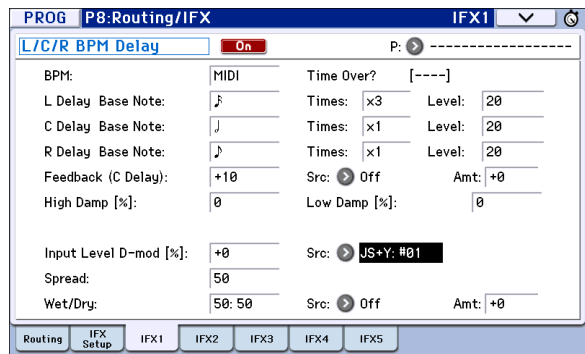 PROG P8:Routing/IFX IFX1
L/C/R BPM Delay On P: -------------------
BPM: MIDI Time Over? [----]
L Delay Base Note: ♪ Times: x3 Level: 20
C Delay Base Note: 𝅗𝅥 Times: x1 Level: 20
R Delay Base Note: ♪ Times: x1 Level: 20
Feedback (C Delay): +10 Src: Off Amt: +0
High Damp [%]: 0 Low Damp [%]: 0
Input Level D-mod [%]: +0 Src: JS+Y: #01
Spread: 50
Wet/Dry: 50:50 Src: Off Amt: +0
Routing IFX Setup IFX1 IFX2 IFX3 IFX4 IFX5